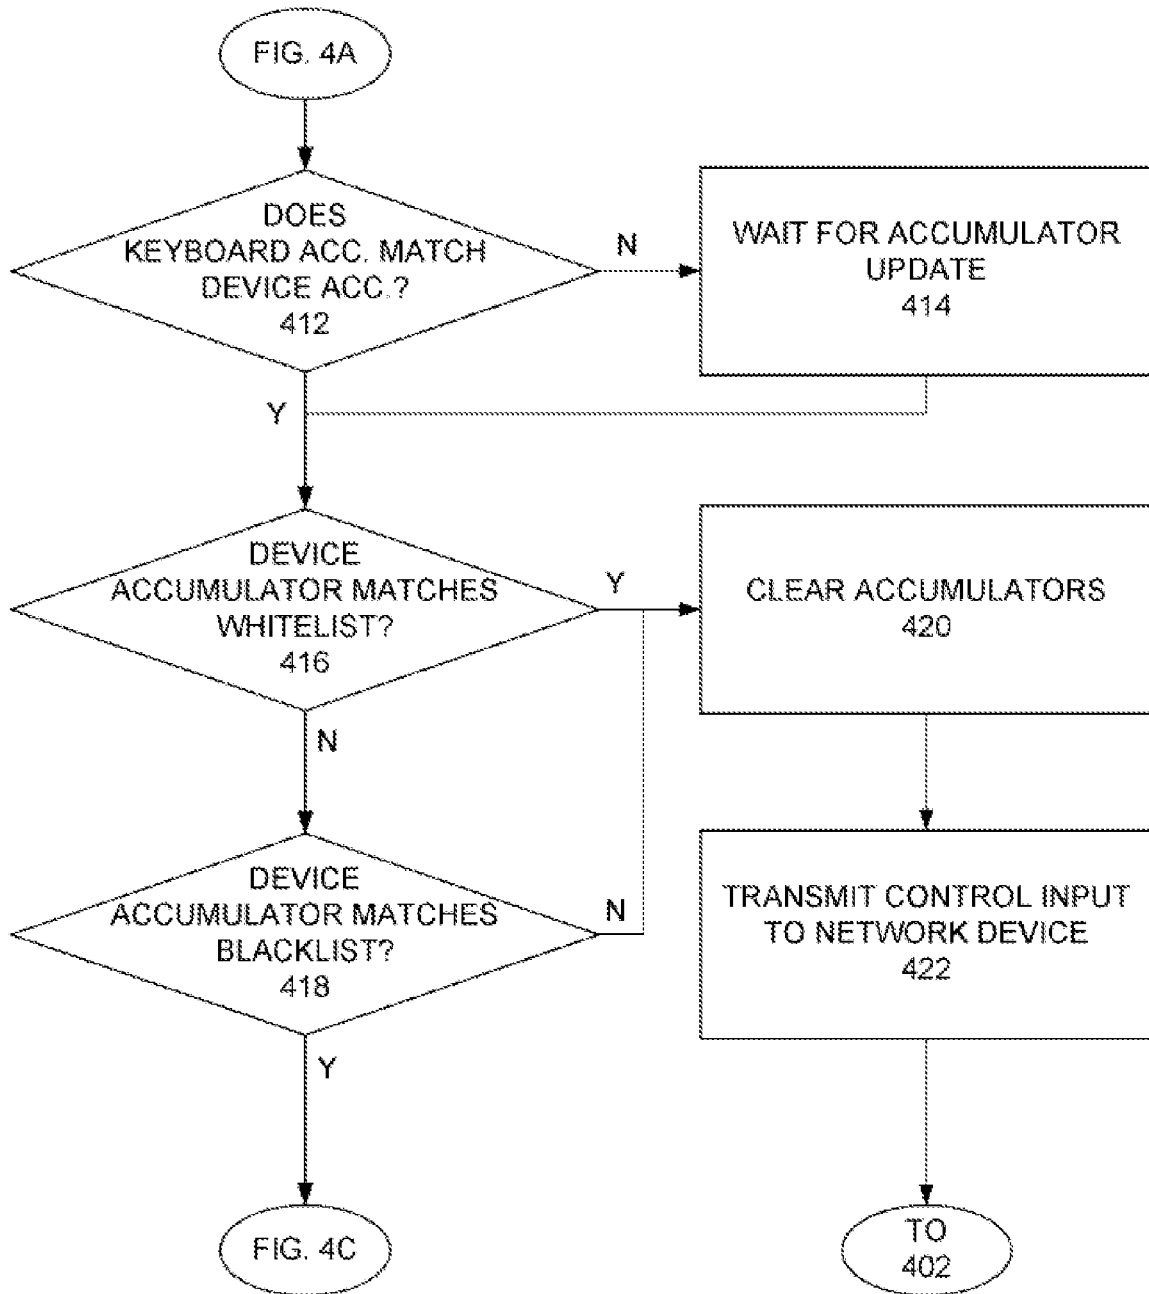 FIG. 4A
DOES
KEYBOARD ACC. MATCH
DEVICE ACC.?
412
N
WAIT FOR ACCUMULATOR
UPDATE
414
Y
DEVICE
ACCUMULATOR MATCHES
WHITELIST?
416
Y
CLEAR ACCUMULATORS
420
N
DEVICE
ACCUMULATOR MATCHES
BLACKLIST?
418
N
TRANSMIT CONTROL INPUT
TO NETWORK DEVICE
422
Y
FIG. 4C
TO
402